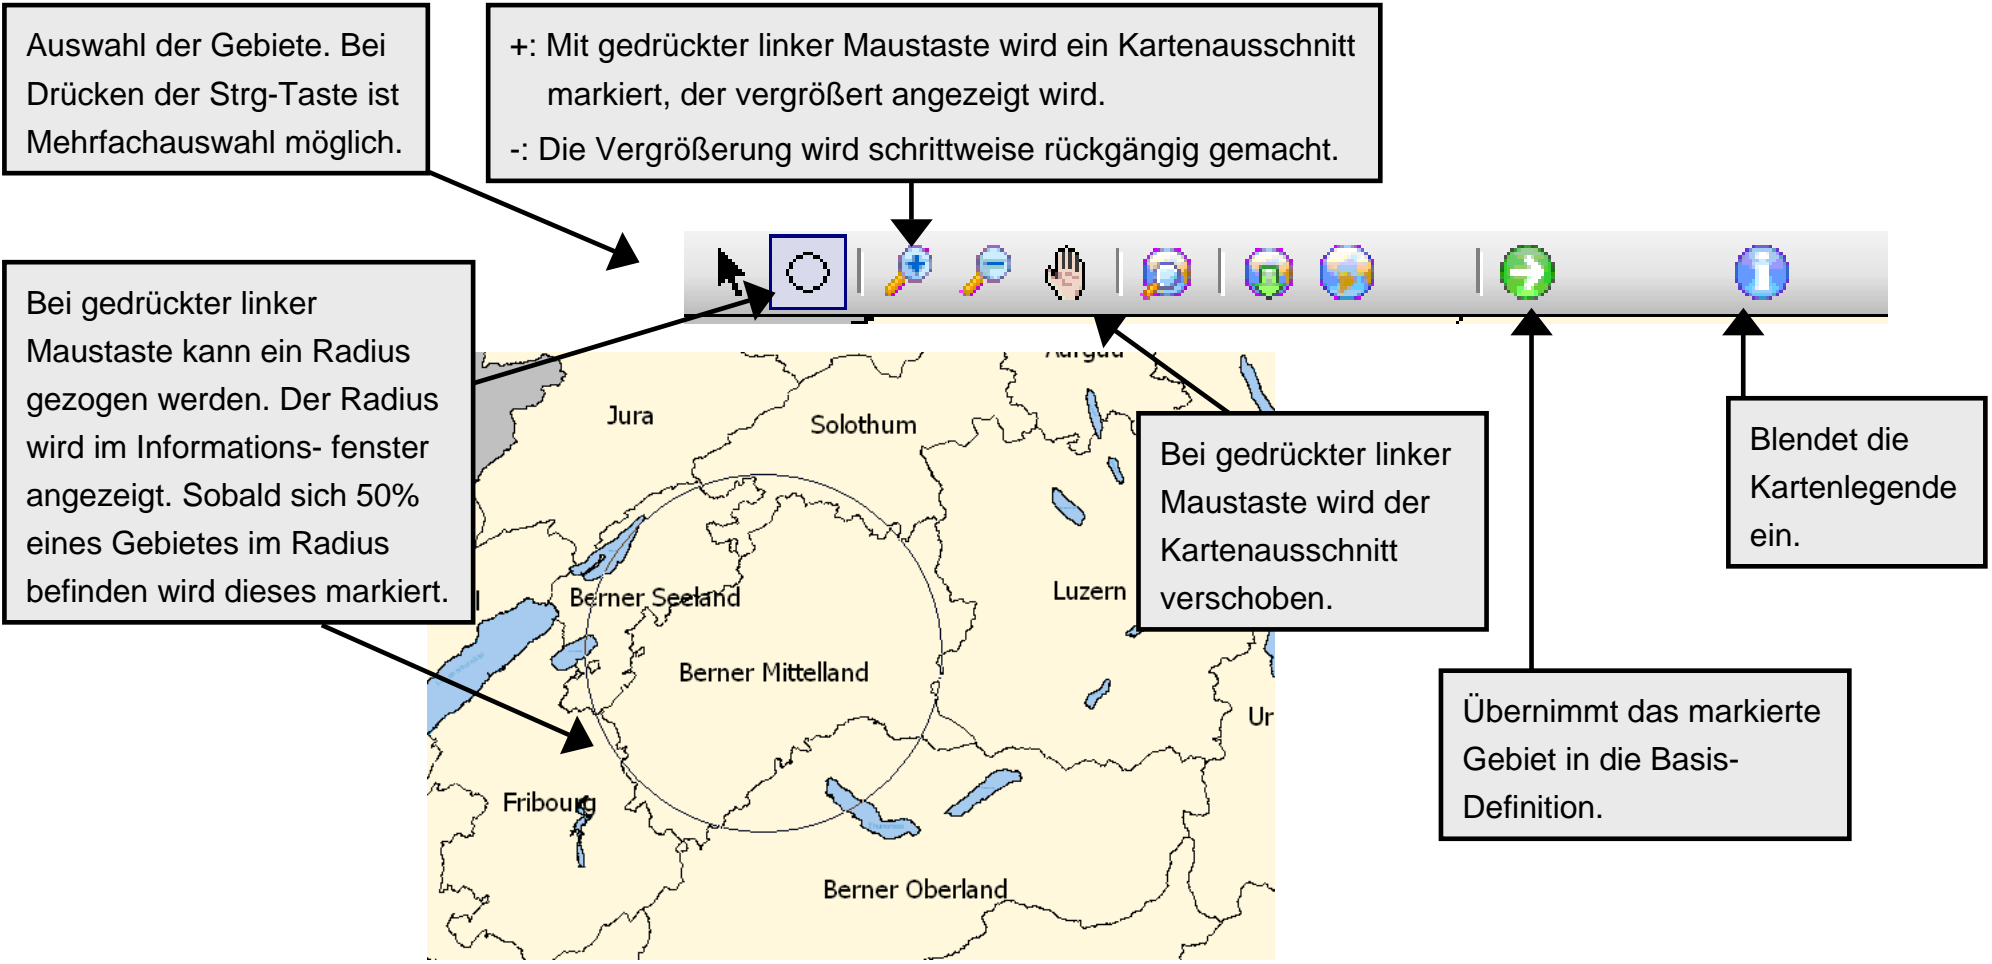 Auswahl der Gebiete. Bei
Drücken der Strg-Taste ist
Mehrfachauswahl möglich.
+: Mit gedrückter linker Maustaste wird ein Kartenausschnitt
markiert, der vergrößert angezeigt wird.
-: Die Vergrößerung wird schrittweise rückgängig gemacht.
Bei gedrückter linker
Maustaste kann ein Radius
gezogen werden. Der Radius
wird im Informations- fenster
angezeigt. Sobald sich 50%
eines Gebietes im Radius
befinden wird dieses markiert.
Jura
Solothurn
Aargau
Berner Seeland
Luzern
Berner Mittelland
Ur
Fribourg
Berner Oberland
Bei gedrückter linker
Maustaste wird der
Kartenausschnitt
verschoben.
Blendet die
Kartenlegende
ein.
Übernimmt das markierte
Gebiet in die Basis-
Definition.